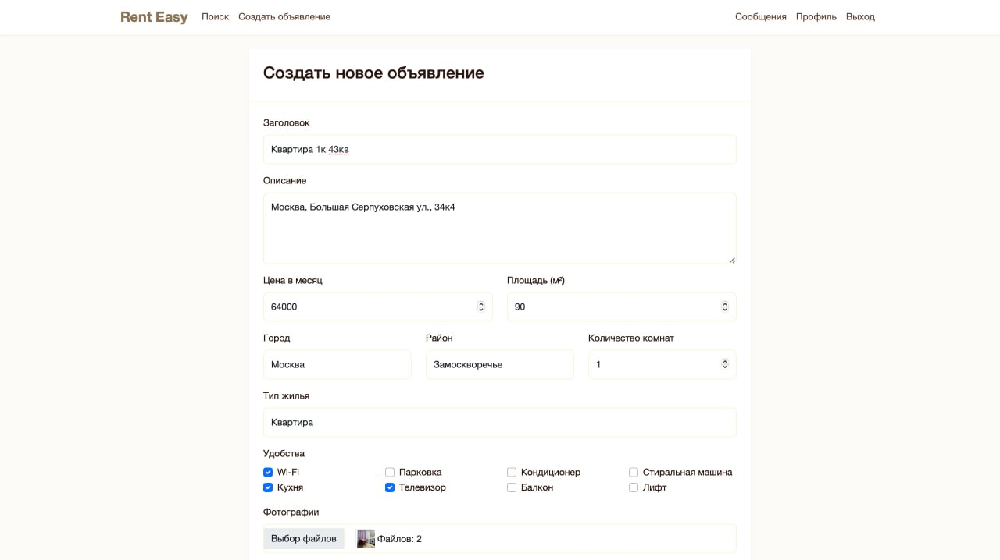 Rent Easy Поиск Создать объявление Сообщения Профиль Выход
Создать новое объявление
Заголовок
Квартира 1к 43кв
Описание
Москва, Большая Серпуховская ул., 34к4
Цена в месяц Площадь (м²)
64000 90
Город Район Количество комнат
Москва Замоскворечье 1
Тип жилья
Квартира
Удобства
Wi-Fi Парковка Кондиционер Стиральная машина
Кухня Телевизор Балкон Лифт
Фотографии
Выбор файлов Файлов: 2